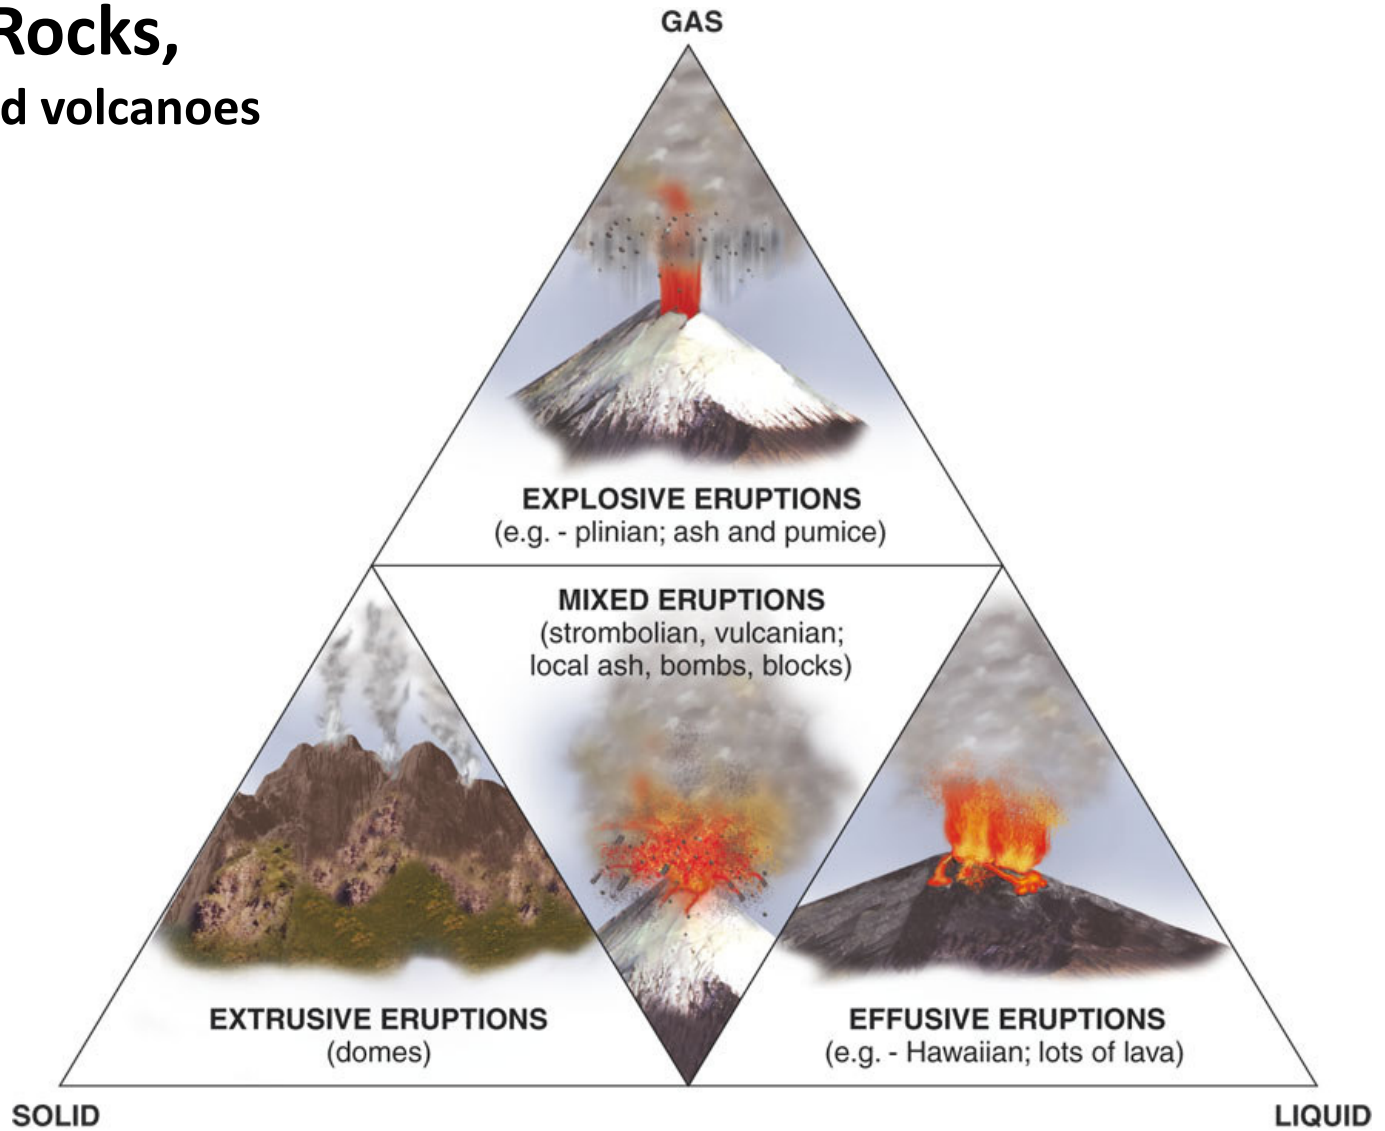 Rocks,
d volcanoes
GAS
EXPLOSIVE ERUPTIONS
(e.g. - plinian; ash and pumice)
MIXED ERUPTIONS
(strombolian, vulcanian;
local ash, bombs, blocks)
EXTRUSIVE ERUPTIONS
(domes)
EFFUSIVE ERUPTIONS
(e.g. - Hawaiian; lots of lava)
SOLID
LIQUID